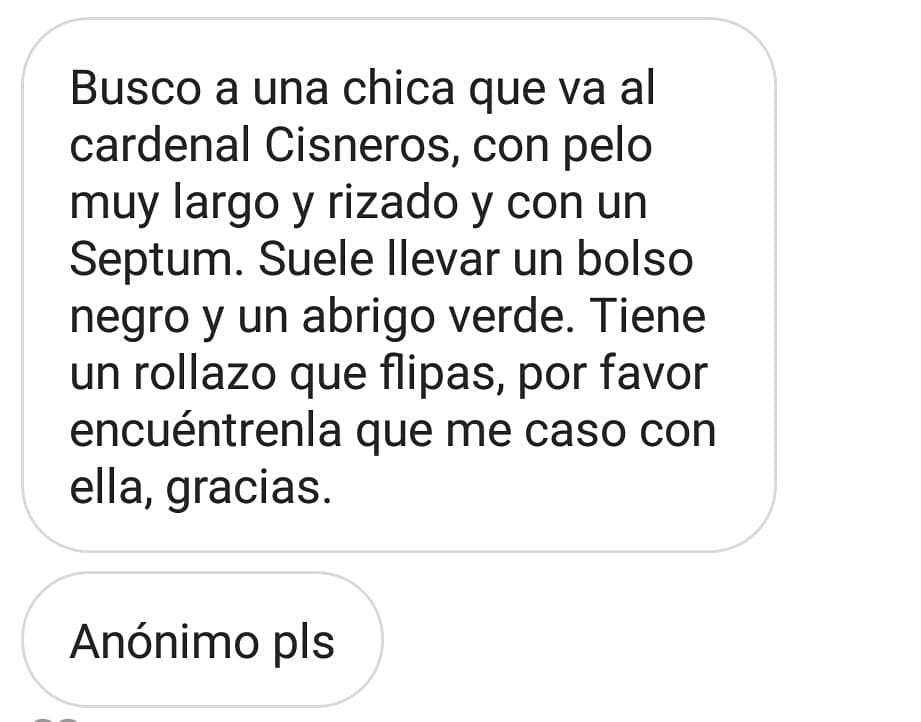 Busco a una chica que va al
cardenal Cisneros, con pelo
muy largo y rizado y con un
Septum. Suele llevar un bolso
negro y un abrigo verde. Tiene
un rollazo que flipas, por favor
encuéntrenla que me caso con
ella, gracias.
Anónimo pls